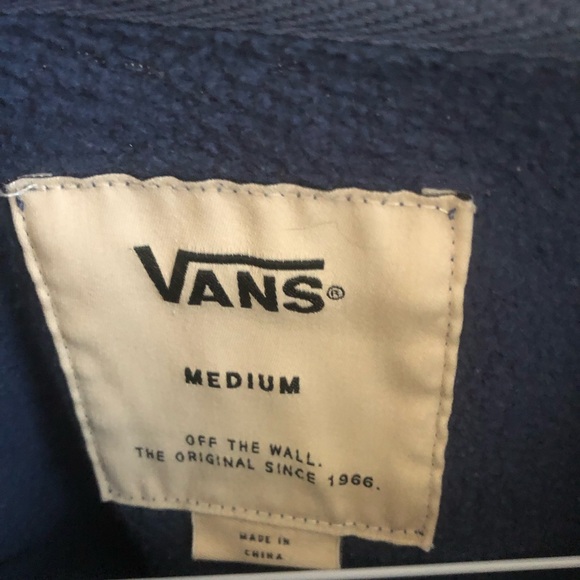 VANS®
MEDIUM
OFF THE WALL.
THE ORIGINAL SINCE 1966.
MADE IN
CHINA